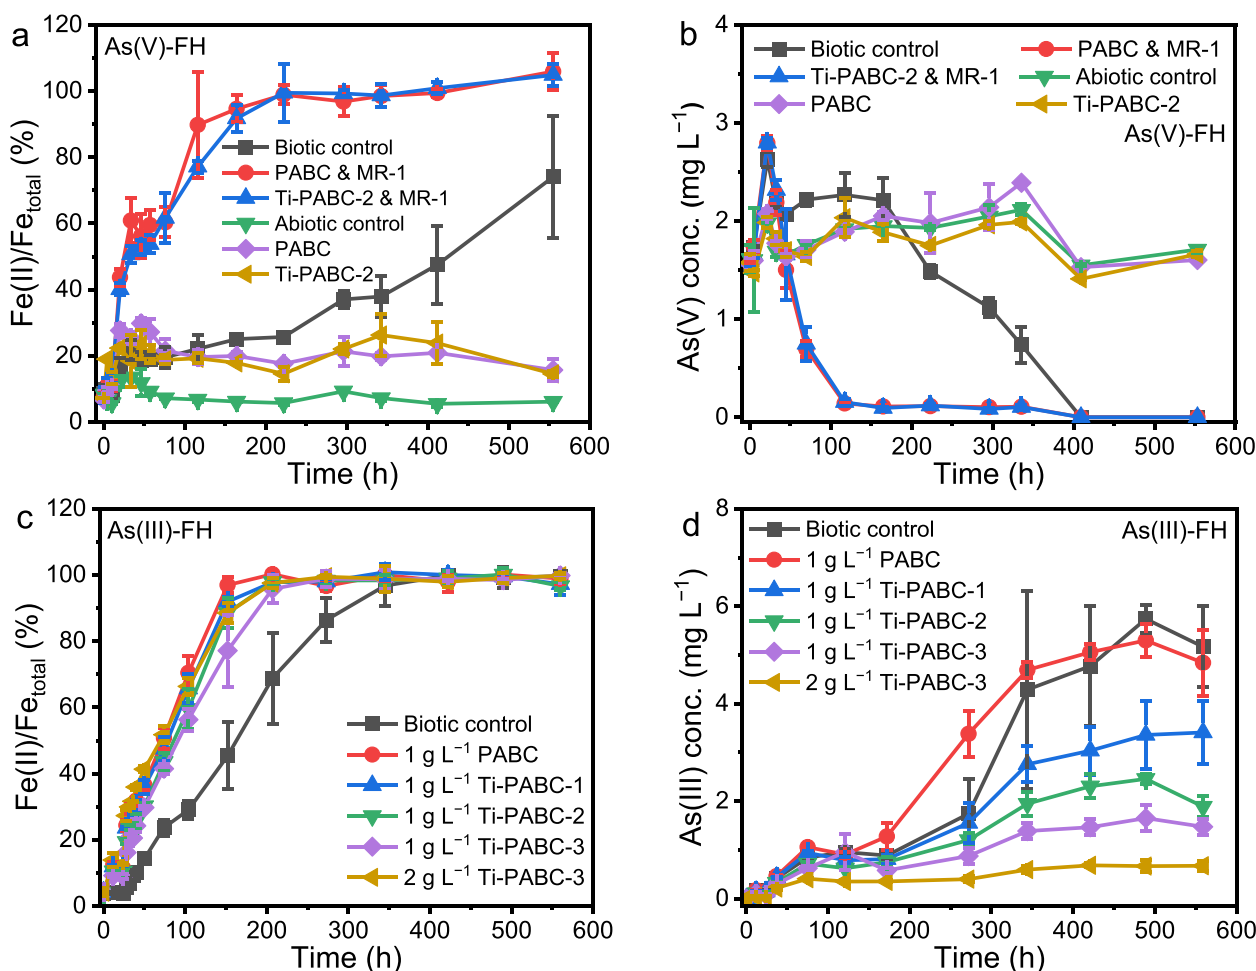 a
As(V)-FH
Fe(II)/Fetotal (%)
120
100
80
60
40
20
0
Biotic control
PABC & MR-1
Ti-PABC-2 & MR-1
Abiotic control
PABC
Ti-PABC-2
0 100 200 300 400 500 600
Time (h)
b
As(V) conc. (mg L−1)
4
3
2
1
0
Biotic control
PABC & MR-1
Ti-PABC-2 & MR-1
Abiotic control
PABC
Ti-PABC-2
As(V)-FH
0 100 200 300 400 500 600
Time (h)
c
As(III)-FH
Fe(II)/Fetotal (%)
120
100
80
60
40
20
0
Biotic control
1 g L−1 PABC
1 g L−1 Ti-PABC-1
1 g L−1 Ti-PABC-2
1 g L−1 Ti-PABC-3
2 g L−1 Ti-PABC-3
0 100 200 300 400 500 600
Time (h)
d
As(III)-FH
As(III) conc. (mg L−1)
8
6
4
2
0
Biotic control
1 g L−1 PABC
1 g L−1 Ti-PABC-1
1 g L−1 Ti-PABC-2
1 g L−1 Ti-PABC-3
2 g L−1 Ti-PABC-3
0 100 200 300 400 500 600
Time (h)